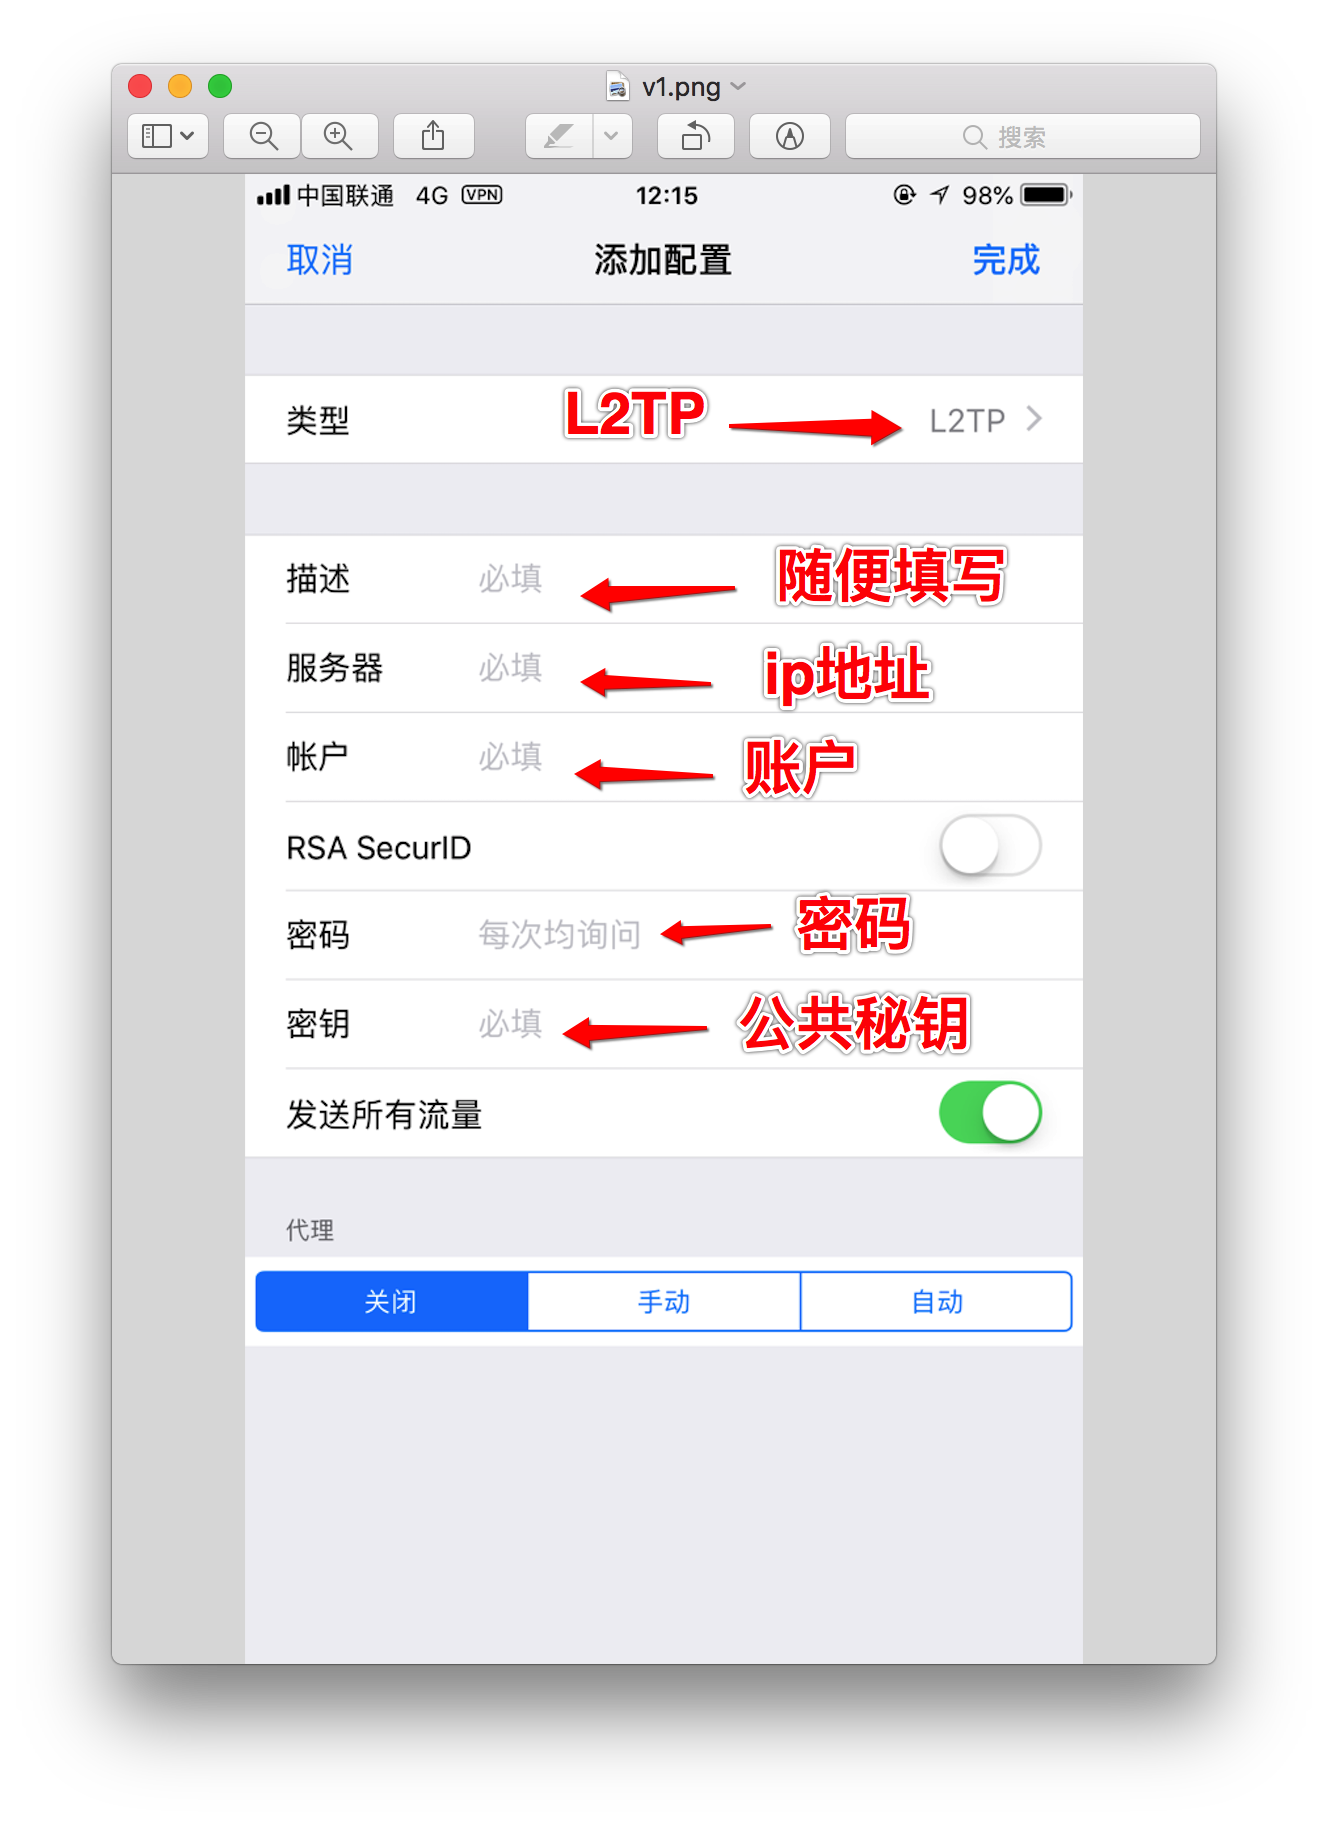 v1.png
搜索
中国联通 4G VPN 12:15 98%
取消 添加配置 完成
类型 L2TP L2TP
描述 必填 随便填写
服务器 必填 ip地址
帐户 必填 账户
RSA SecurID
密码 每次均询问 密码
密钥 必填 公共秘钥
发送所有流量
代理
关闭 手动 自动